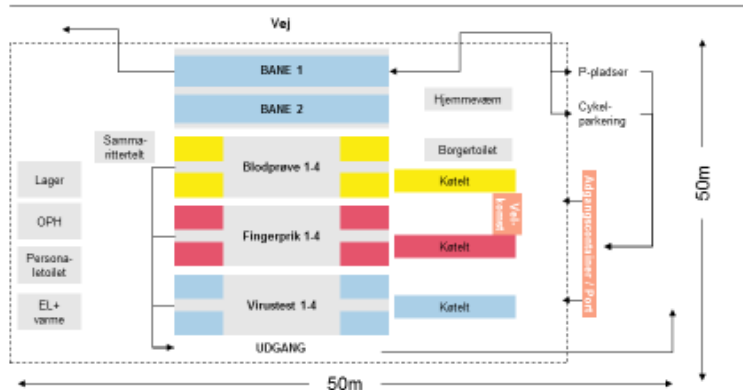 Vej
BANE 1
BANE 2
P-pladser
Cykel-
parkering
Hjemmeværn
Borgertoilet
Samma-
rittertelt
Blodprøve 1-4
Køtelt
Lager
OPH
Persona-
letoilet
EL+
varme
Fingerprik 1-4
Vel-
komst
Køtelt
Adgangscontainer / Port
Virustest 1-4
Køtelt
UDGANG
50m
50m